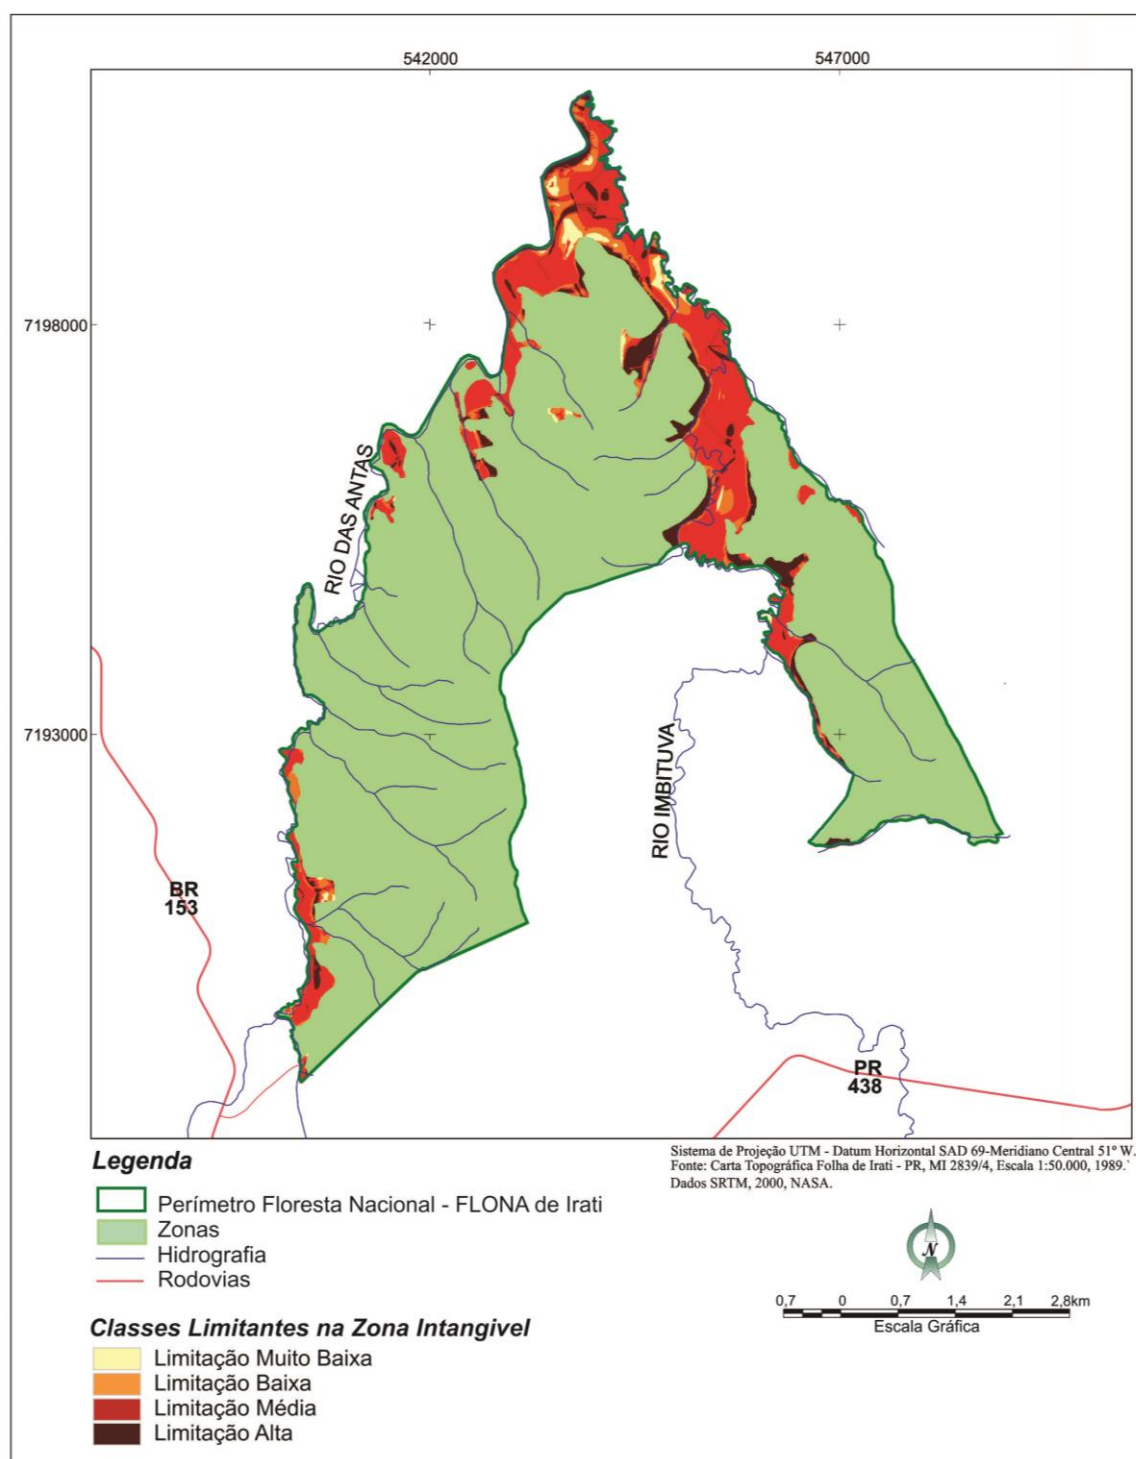 542000
547000
7198000
RIO DAS ANTAS
7193000
RIO IMBITUVA
BR
153
PR
438
Legenda
Perímetro Floresta Nacional - FLONA de Irati
Zonas
Hidrografia
Rodovias
Sistema de Projeção UTM - Datum Horizontal SAD 69-Meridiano Central 51º W.
Fonte: Carta Topográfica Folha de Irati - PR, MI 2839/4, Escala 1:50.000, 1989.
Dados SRTM, 2000, NASA.
N
0,7 0 0,7 1,4 2,1 2,8km
Escala Gráfica
Classes Limitantes na Zona Intangivel
Limitação Muito Baixa
Limitação Baixa
Limitação Média
Limitação Alta